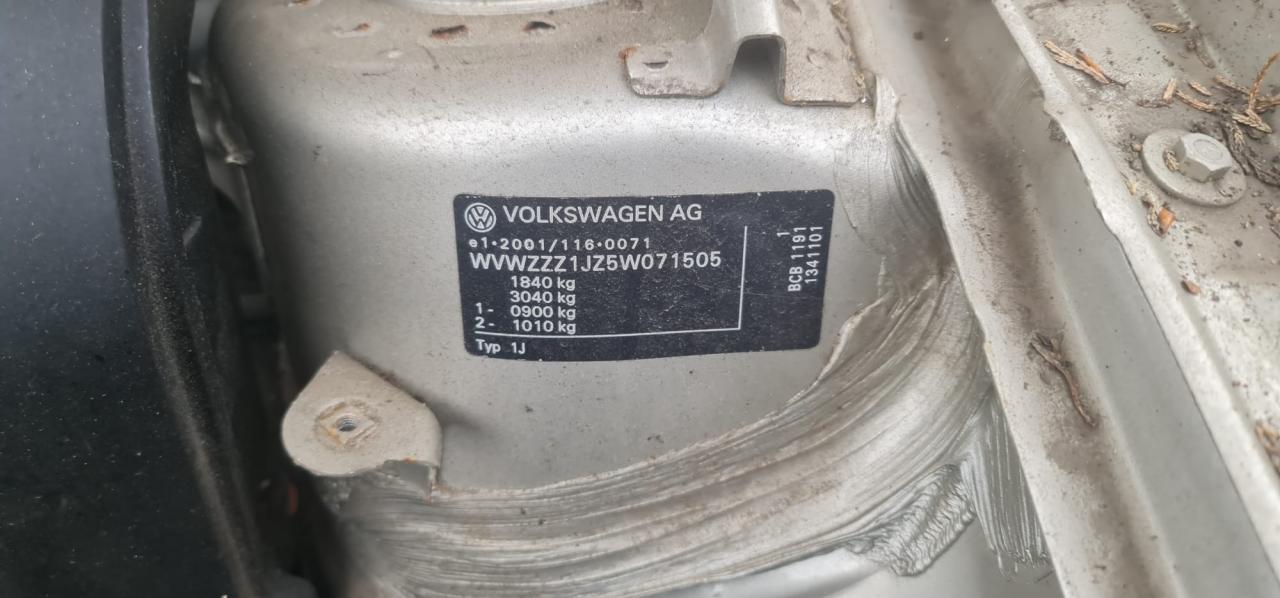 VOLKSWAGEN AG
e1*2001/116*0071
WVWZZZ1JZ5W071505
1840 kg
3040 kg
1- 0900 kg
2- 1010 kg
Typ 1J
1
BCB 1191
1341101